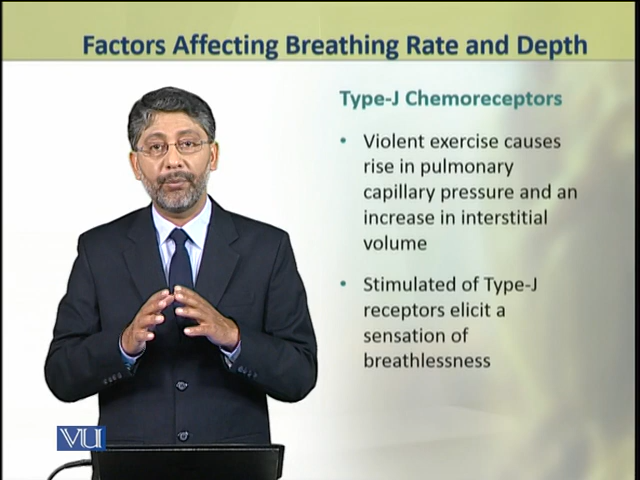 Factors Affecting Breathing Rate and Depth
Type-J Chemoreceptors
• Violent exercise causes
rise in pulmonary
capillary pressure and an
increase in interstitial
volume
• Stimulated of Type-J
receptors elicit a
sensation of
breathlessness
VU